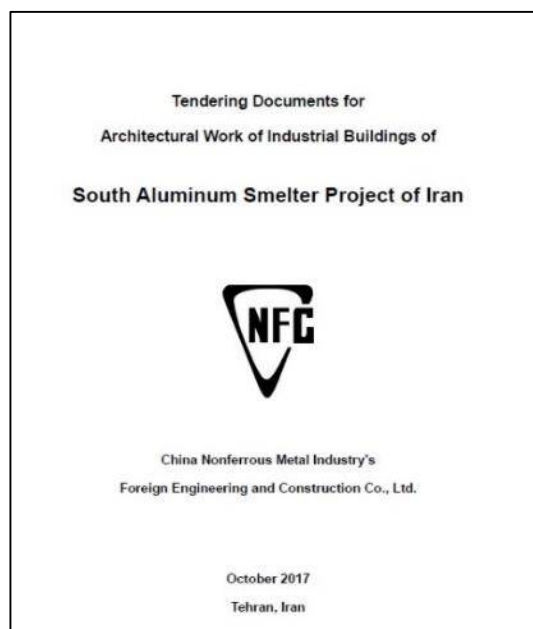 Tendering Documents for
Architectural Work of Industrial Buildings of
South Aluminum Smelter Project of Iran
NFC
China Nonferrous Metal Industry's
Foreign Engineering and Construction Co., Ltd.
October 2017
Tehran, Iran